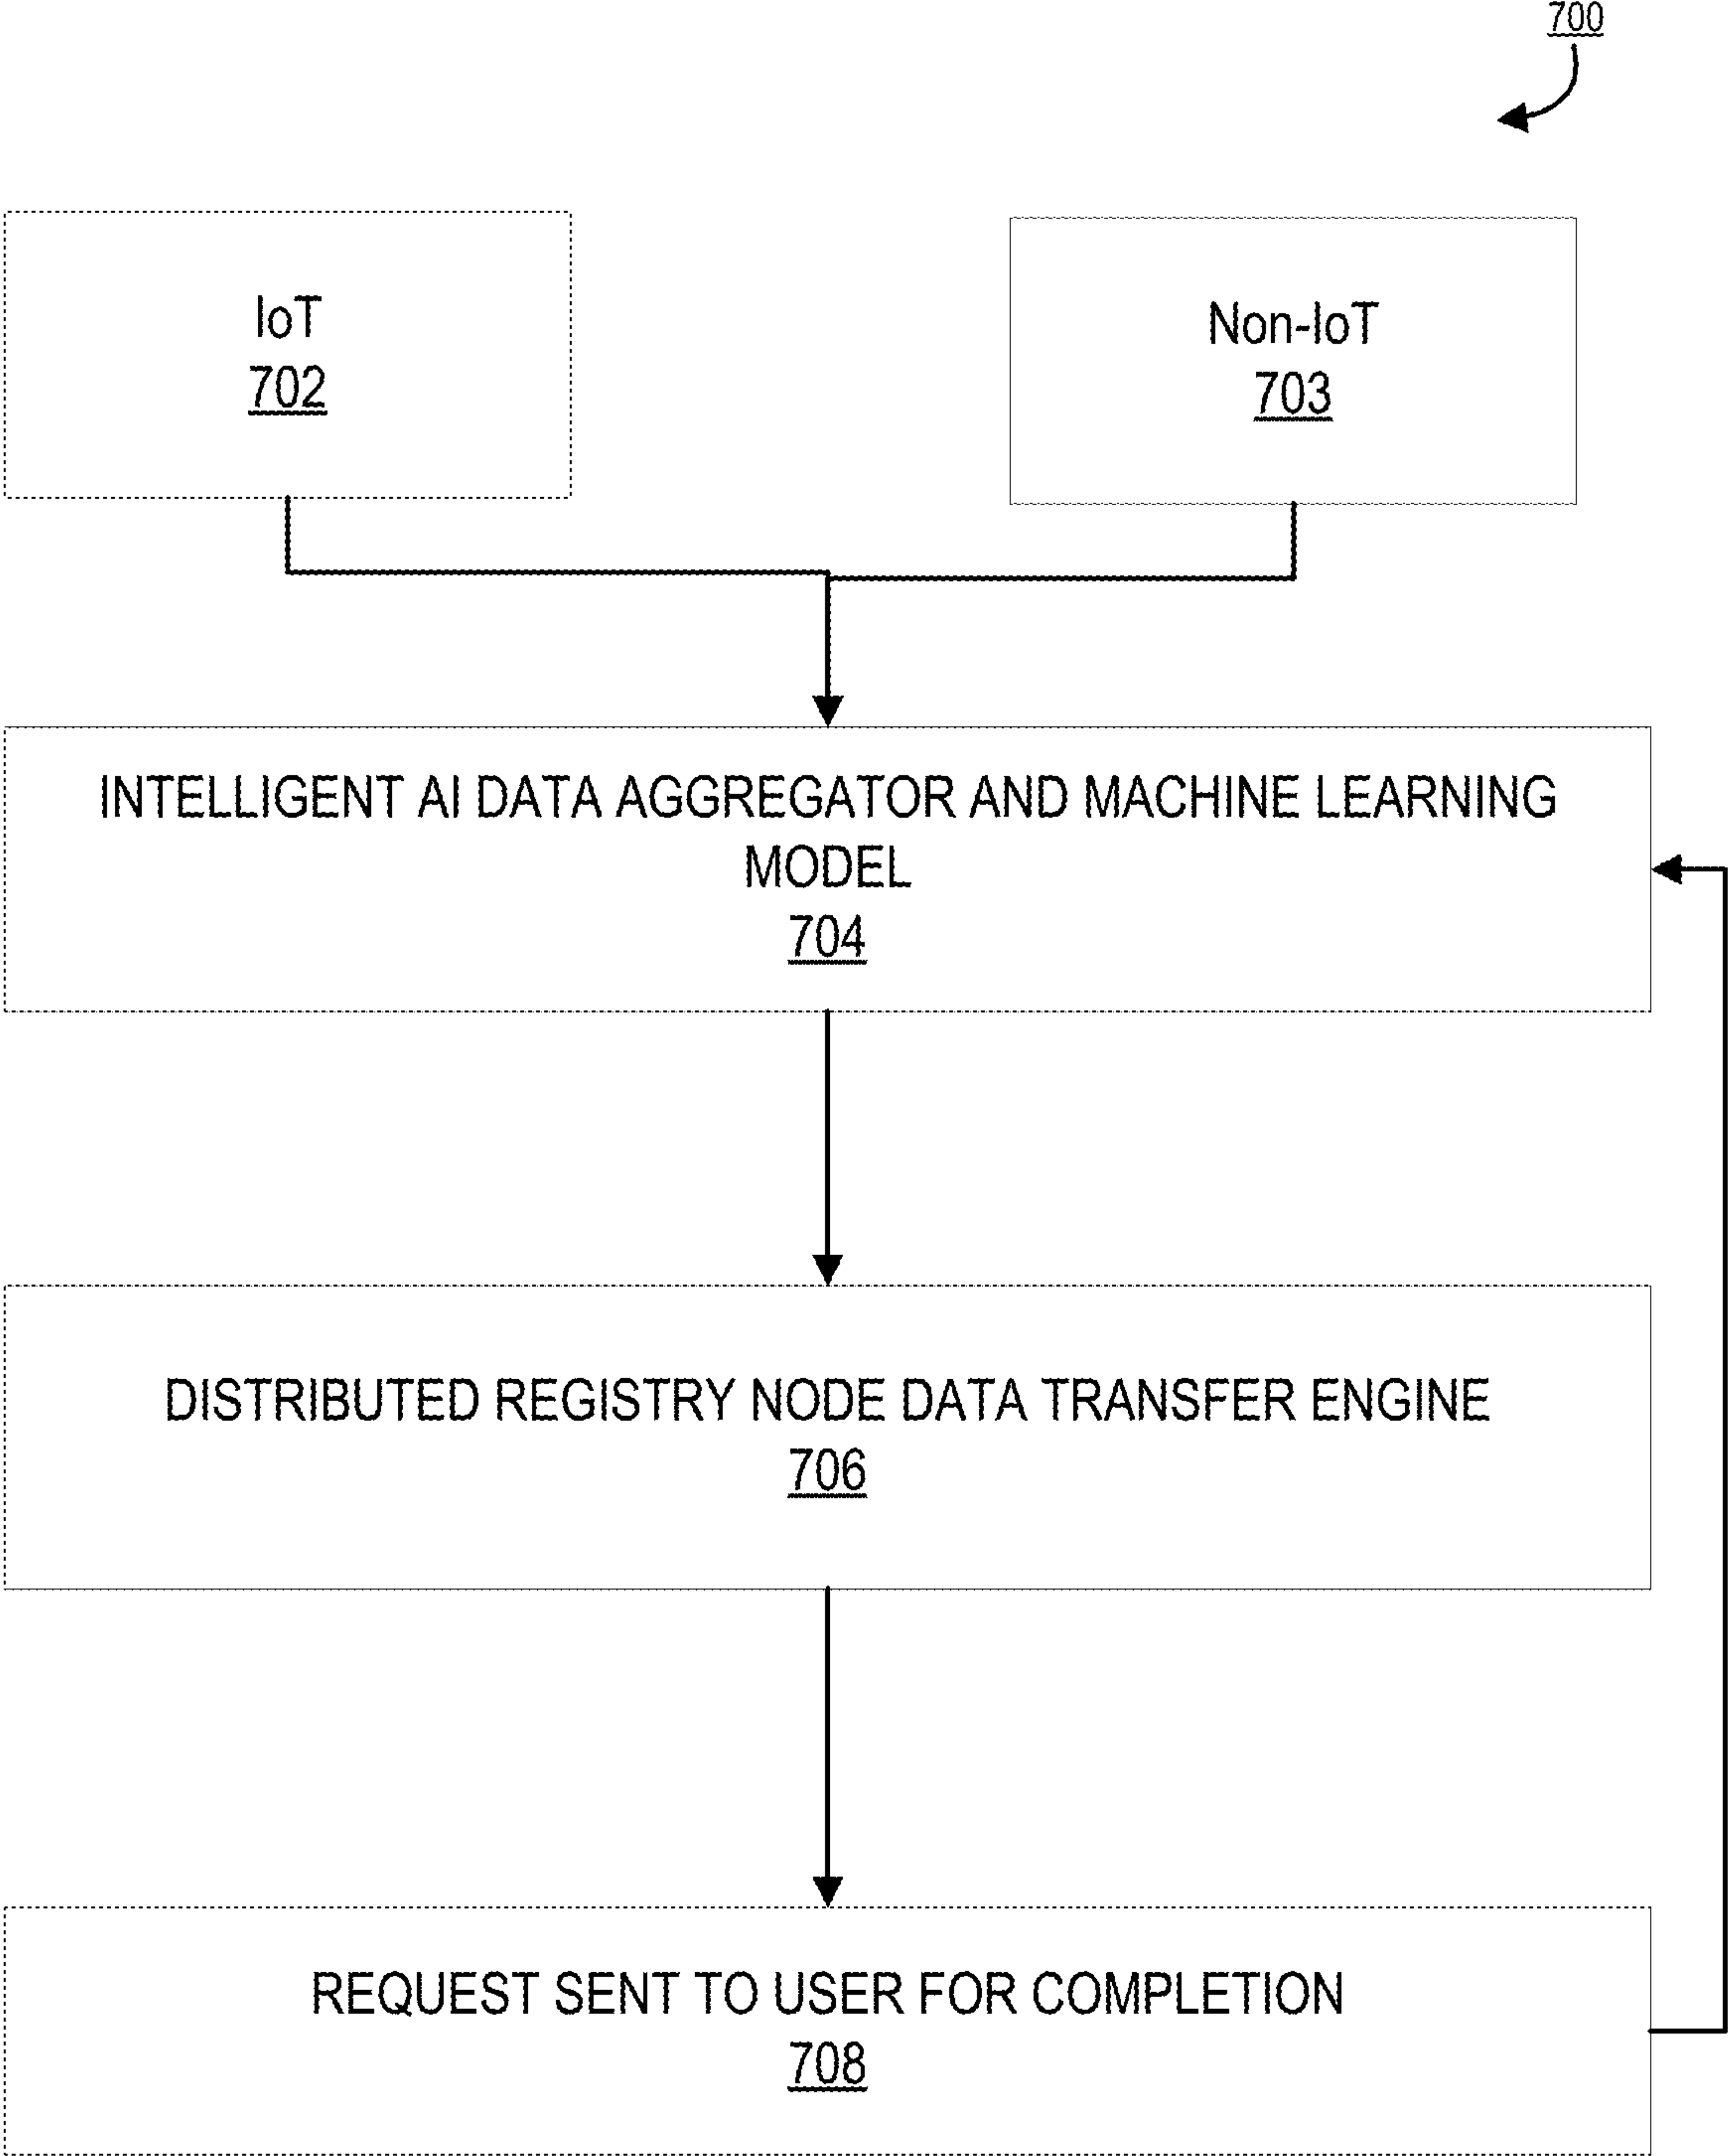 700
IoT
702
Non-IoT
703
INTELLIGENT AI DATA AGGREGATOR AND MACHINE LEARNING
MODEL
704
DISTRIBUTED REGISTRY NODE DATA TRANSFER ENGINE
706
REQUEST SENT TO USER FOR COMPLETION
708